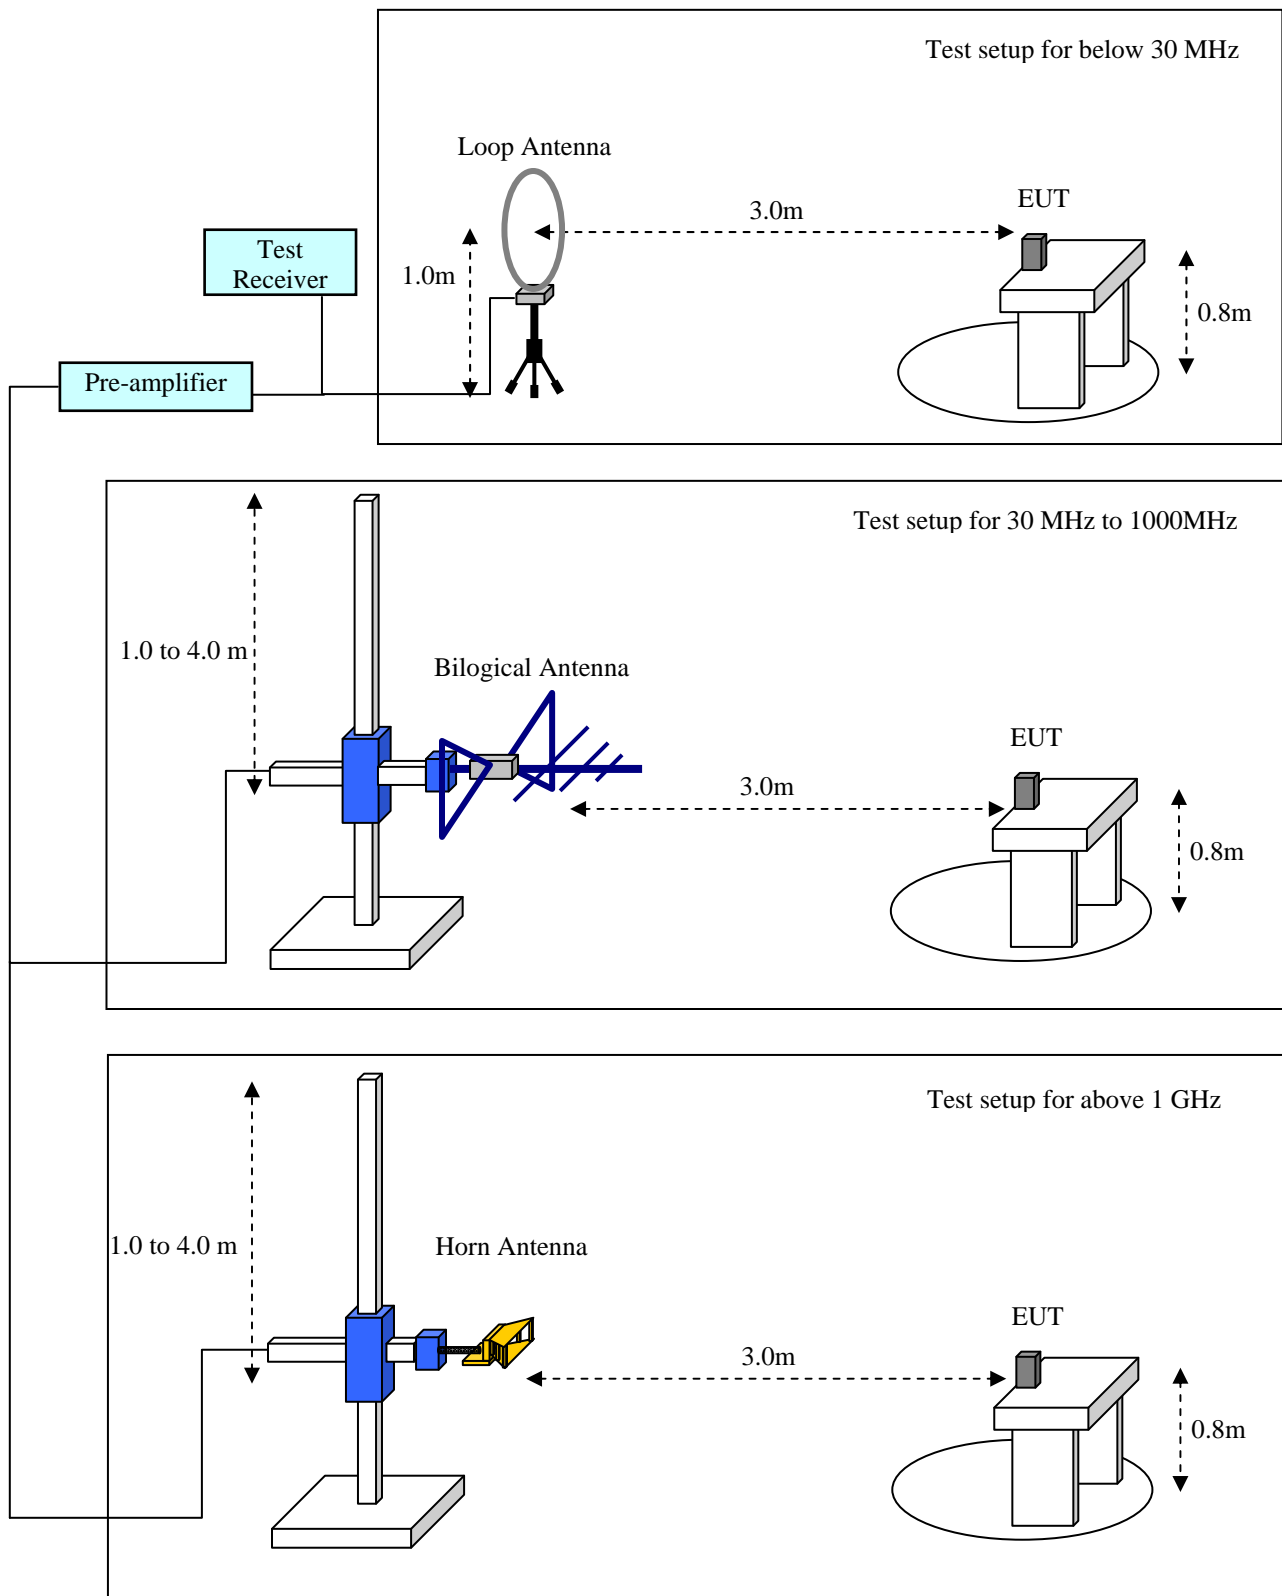 Test setup for below 30 MHz
Loop Antenna
EUT
3.0m
Test
Receiver
1.0m
0.8m
Pre-amplifier
Test setup for 30 MHz to 1000MHz
1.0 to 4.0 m
Bilogical Antenna
EUT
3.0m
0.8m
Test setup for above 1 GHz
1.0 to 4.0 m
Horn Antenna
EUT
3.0m
0.8m